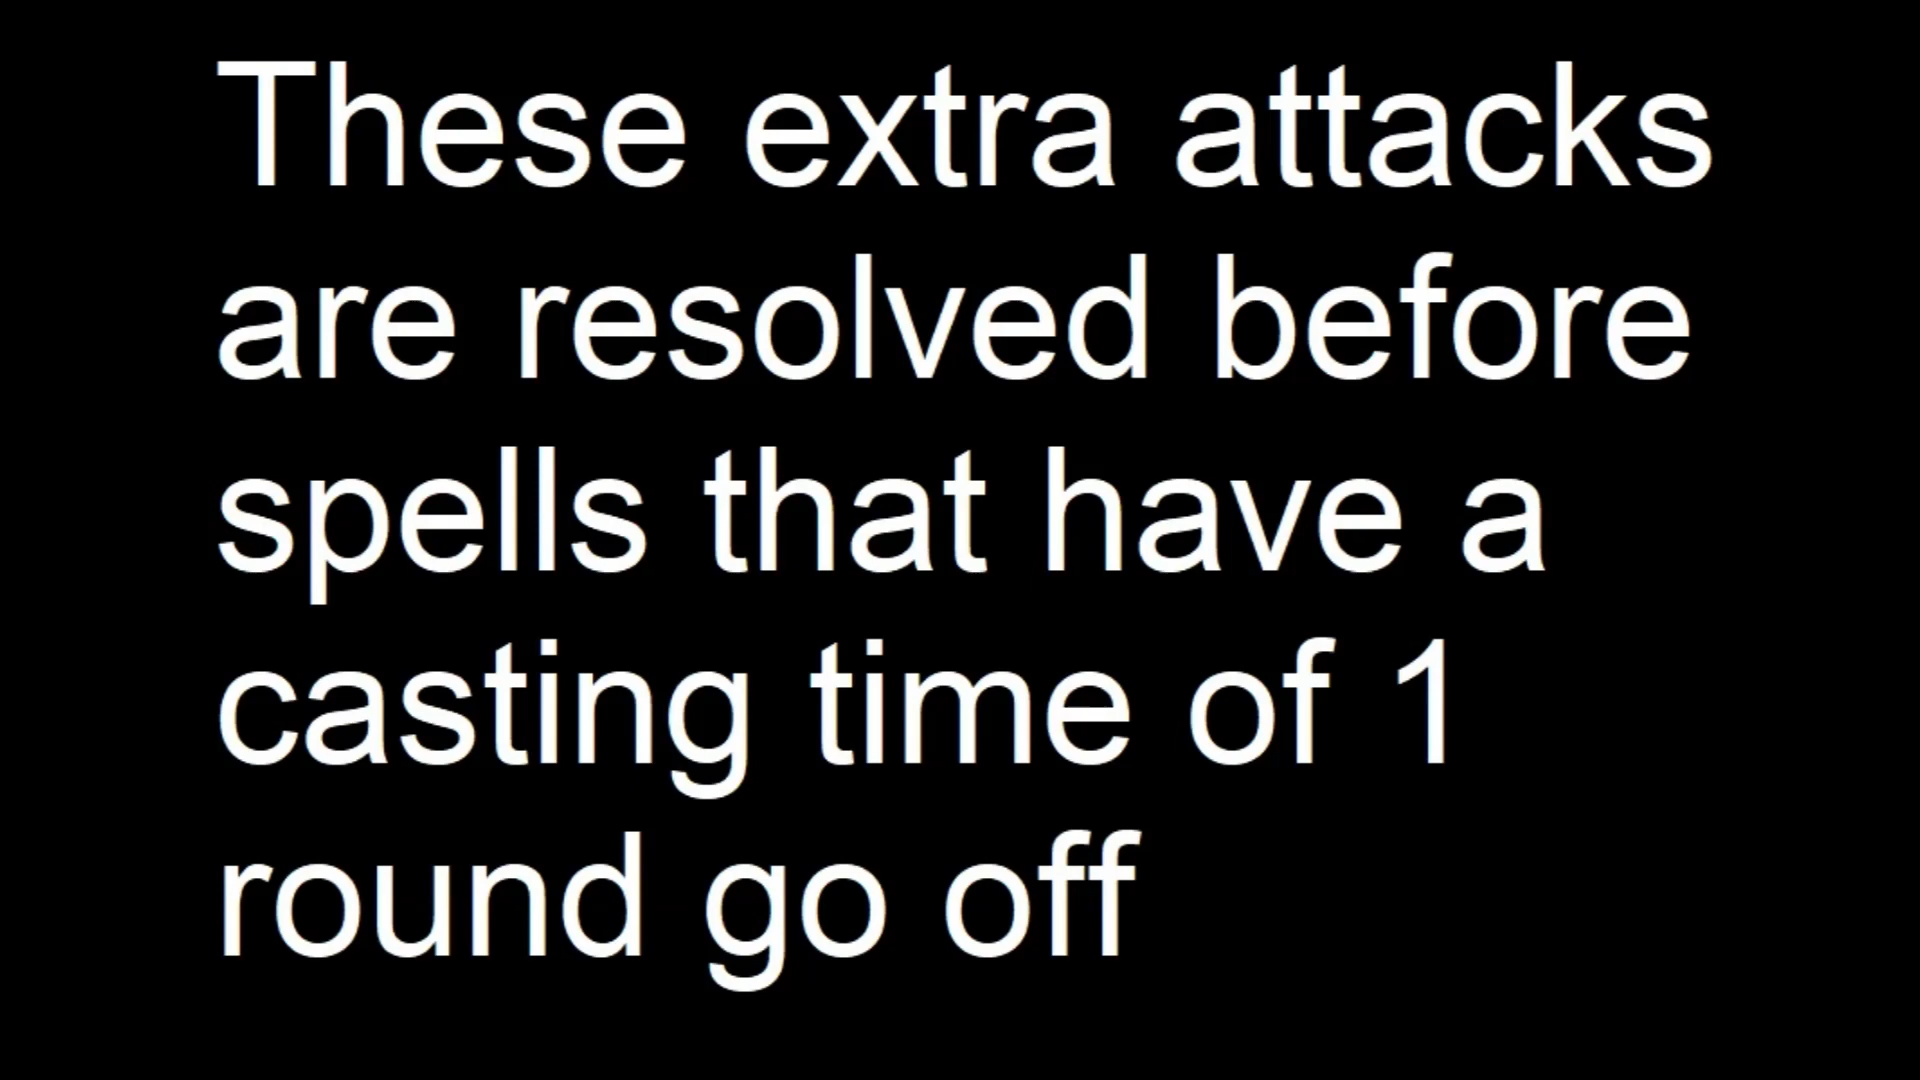 These extra attacks
are resolved before
spells that have a
casting time of 1
round go off